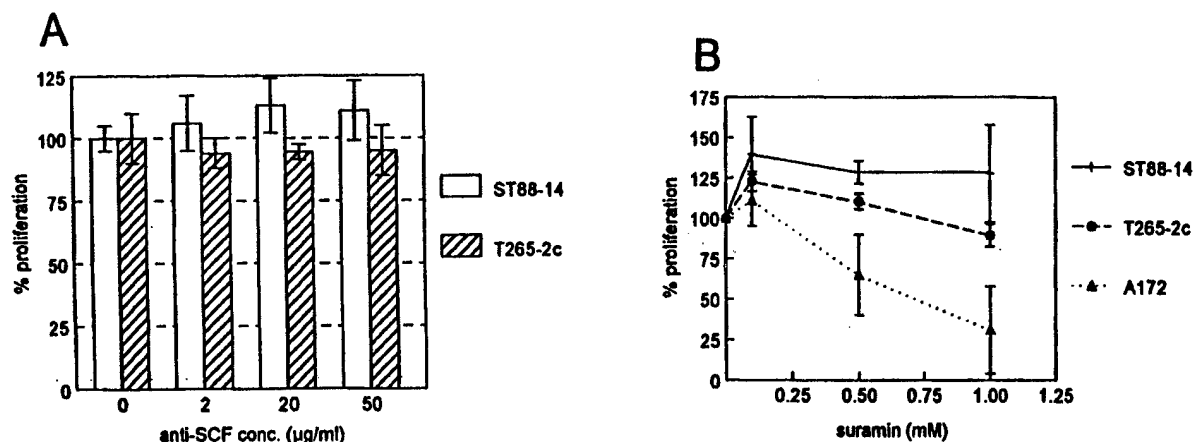 A
125
100
75
50
25
0
% proliferation
0 2 20 50
anti-SCF conc. (µg/ml)
ST88-14
T265-2c
B
175
150
125
100
75
50
25
0
% proliferation
0.25 0.50 0.75 1.00 1.25
suramin (mM)
ST88-14
T265-2c
A172